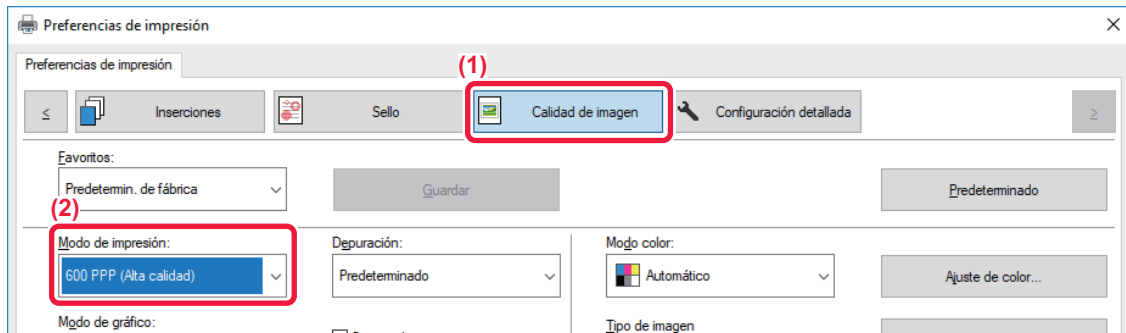 Preferencias de impresión
Preferencias de impresión
(1)
< Inserciones Sello Calidad de imagen Configuración detallada >
Favoritos:
Predetermin. de fábrica Guardar Predeterminado
(2)
Modo de impresión: Depuración: Modo color:
600 PPP (Alta calidad) Predeterminado Automático Ajuste de color...
Modo de gráfico: Tipo de imagen